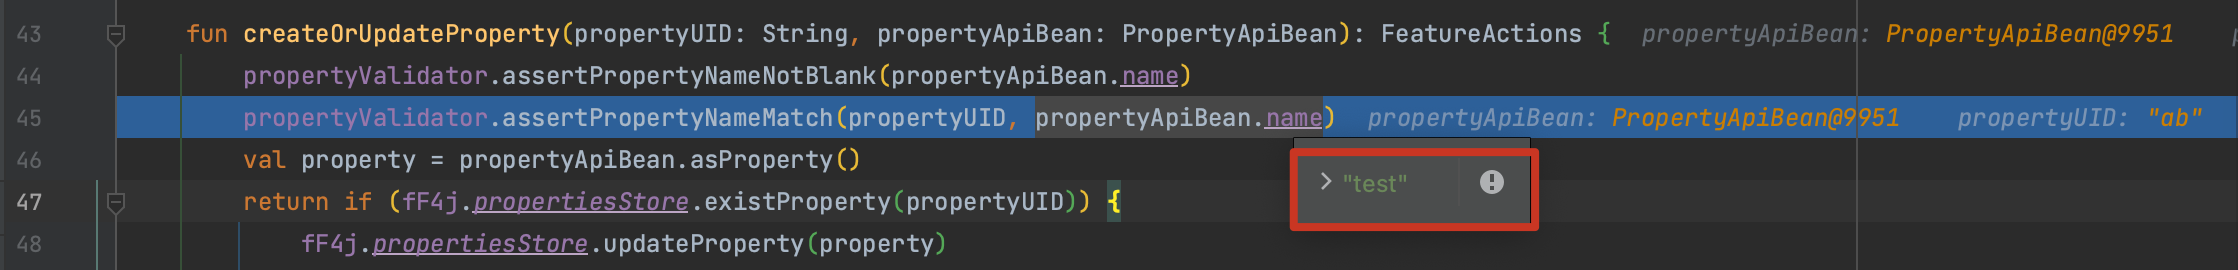 43 fun createOrUpdateProperty(propertyUID: String, propertyApiBean: PropertyApiBean): FeatureActions { propertyApiBean: PropertyApiBean@9951
44 propertyValidator.assertPropertyNameNotBlank(propertyApiBean.name)
45 propertyValidator.assertPropertyNameMatch(propertyUID, propertyApiBean.name) propertyApiBean: PropertyApiBean@9951 propertyUID: "ab"
46 val property = propertyApiBean.asProperty()
"test"
47 return if (fF4j.propertiesStore.existProperty(propertyUID)) {
48 fF4j.propertiesStore.updateProperty(property)